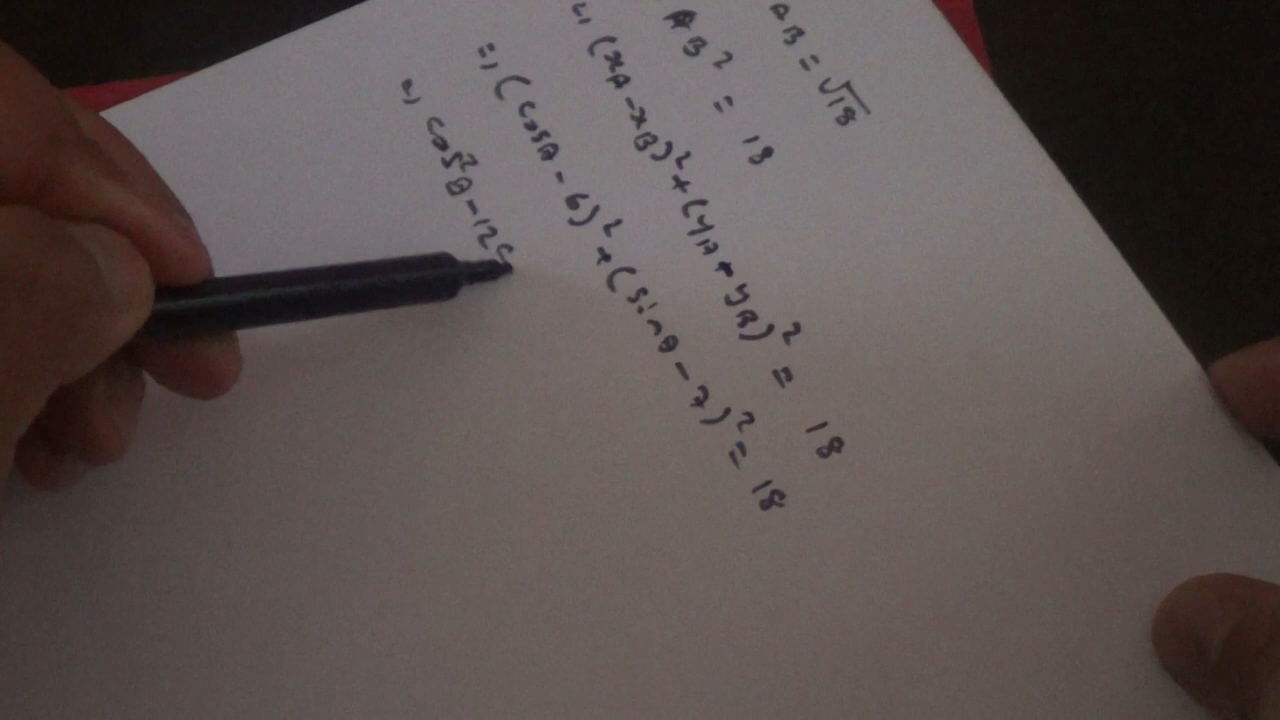 AB = √18
AB² = 18
=) (xA - xB)² + (yA + yB)² = 18
=) (cosθ - 6)² + (sinθ - 7)² = 18
=) cos²θ - 12c